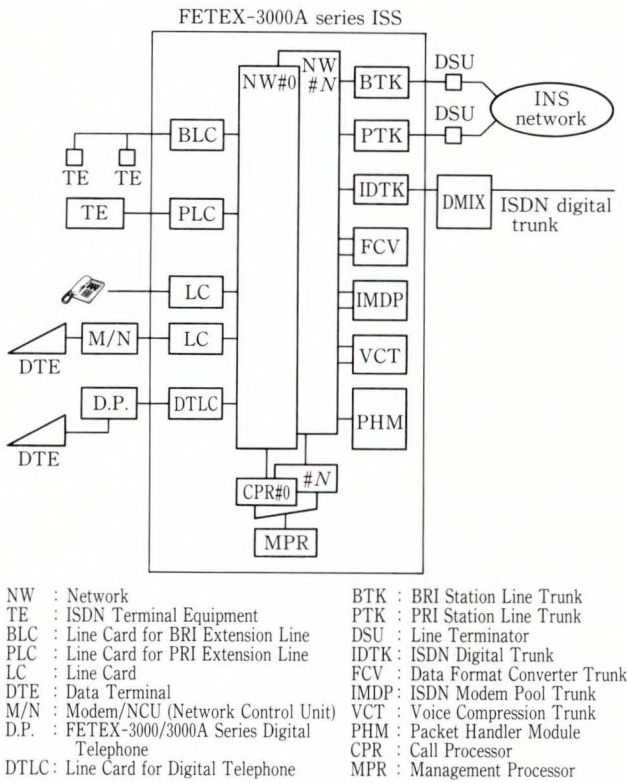 FETEX-3000A series ISS
NW#0
NW
#N
BTK
DSU
DSU
INS
network
BLC
PTK
TE TE
IDTK
DMIX
ISDN digital
trunk
TE
PLC
FCV
LC
IMDP
DTE
M/N
LC
VCT
D.P.
DTLC
PHM
DTE
CPR#0
#N
MPR
NW : Network
TE : ISDN Terminal Equipment
BLC : Line Card for BRI Extension Line
PLC : Line Card for PRI Extension Line
LC : Line Card
DTE : Data Terminal
M/N : Modem/NCU (Network Control Unit)
D.P. : FETEX-3000/3000A Series Digital
Telephone
DTLC : Line Card for Digital Telephone
BTK : BRI Station Line Trunk
PTK : PRI Station Line Trunk
DSU : Line Terminator
IDTK : ISDN Digital Trunk
FCV : Data Format Converter Trunk
IMDP : ISDN Modem Pool Trunk
VCT : Voice Compression Trunk
PHM : Packet Handler Module
CPR : Call Processor
MPR : Management Processor